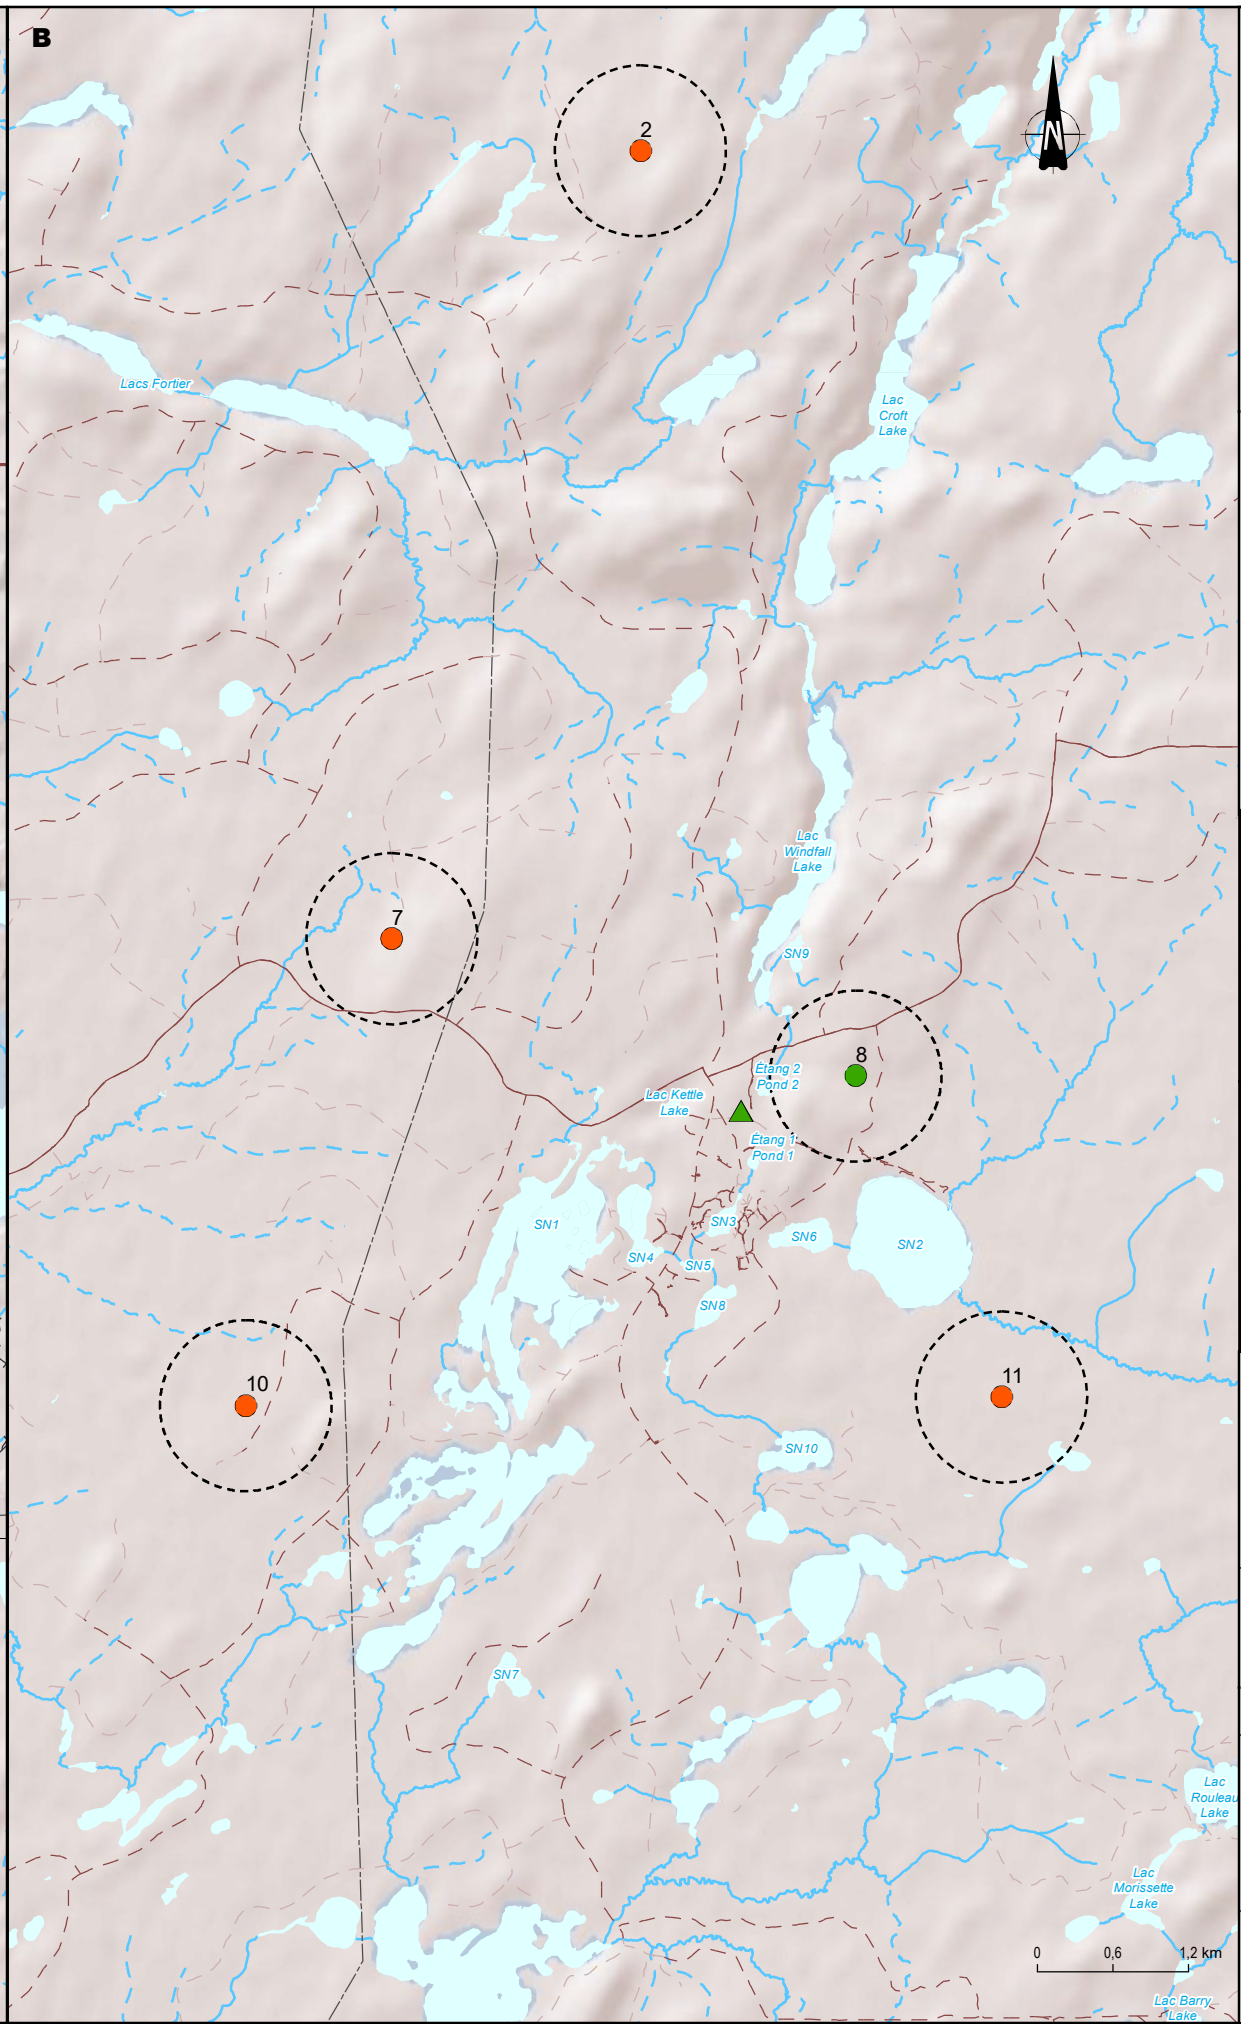 B
N
2
Lacs Fortier
Lac
Croft
Lake
Lac
Windfall
Lake
7
SN9
8
Étang 2
Pond 2
Lac Kettle
Lake
Étang 1
Pond 1
SN1
SN3
SN6
SN2
SN4
SN5
SN8
10
11
SN10
SN7
Lac
Rouleau
Lake
Lac
Morissette
Lake
0 0,6 1,2 km
Lac Barry
Lake